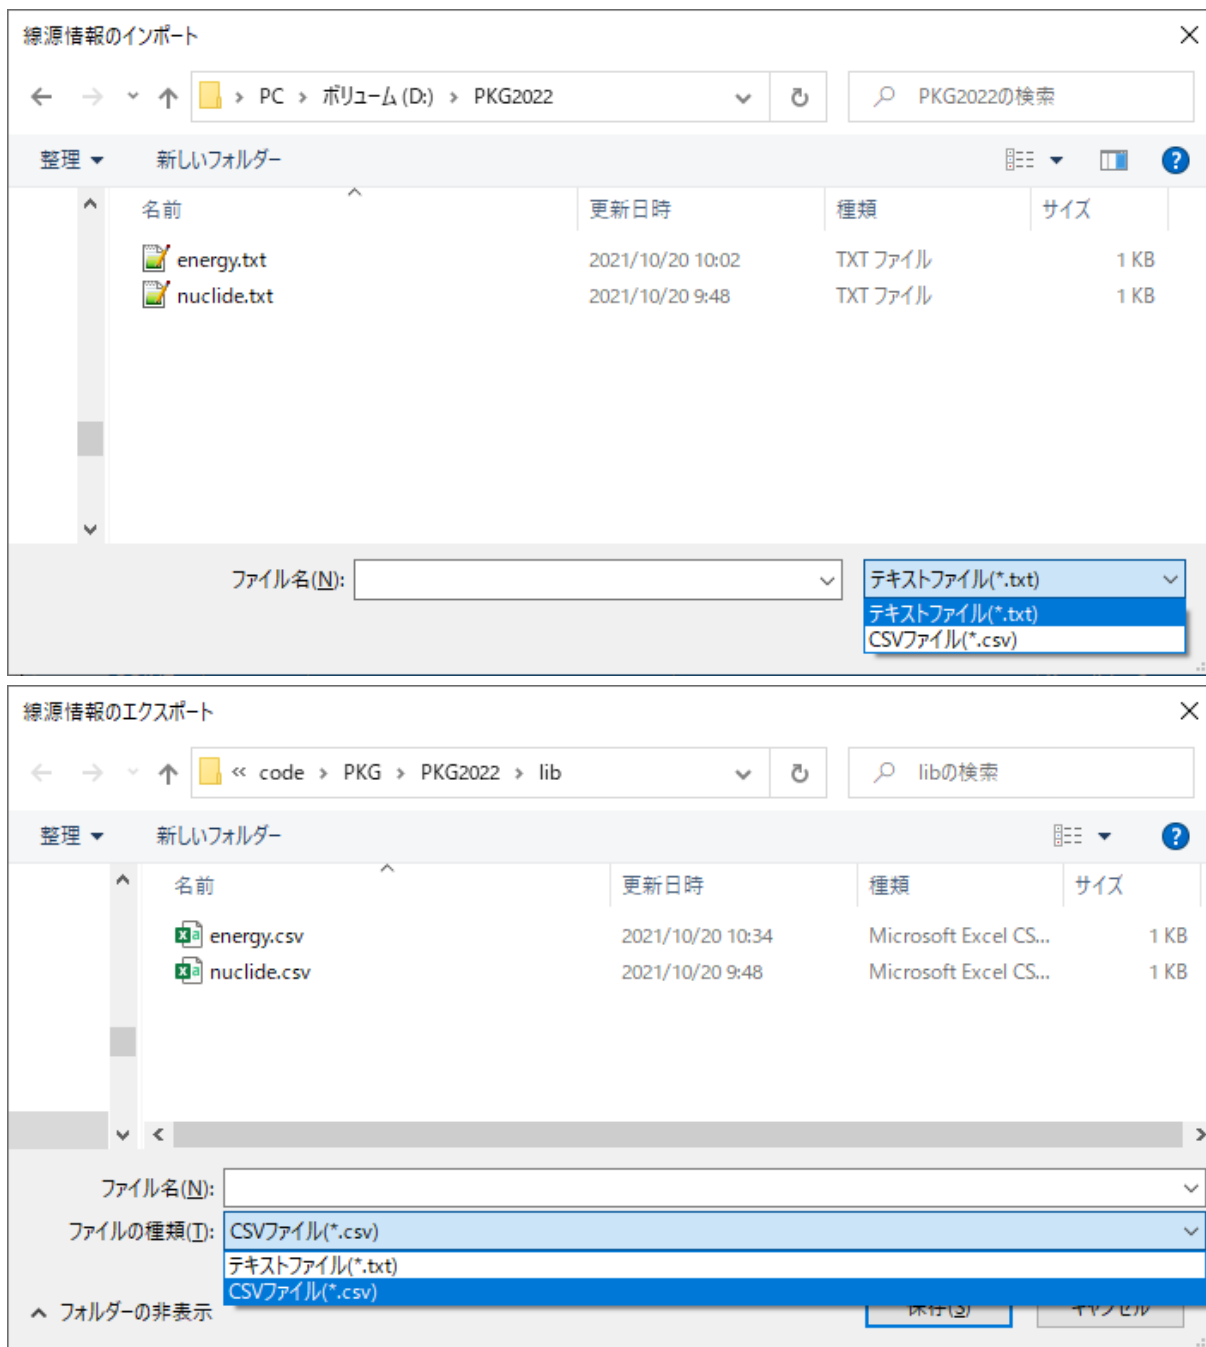 線源情報のインポート
PC › ボリューム (D:) › PKG2022
PKG2022の検索
整理 新しいフォルダー
名前 更新日時 種類 サイズ
energy.txt 2021/10/20 10:02 TXT ファイル 1 KB
nuclide.txt 2021/10/20 9:48 TXT ファイル 1 KB
ファイル名(N): テキストファイル(*.txt)
テキストファイル(*.txt)
CSVファイル(*.csv)
線源情報のエクスポート
« code › PKG › PKG2022 › lib
libの検索
整理 新しいフォルダー
名前 更新日時 種類 サイズ
energy.csv 2021/10/20 10:34 Microsoft Excel CS... 1 KB
nuclide.csv 2021/10/20 9:48 Microsoft Excel CS... 1 KB
ファイル名(N):
ファイルの種類(T): CSVファイル(*.csv)
テキストファイル(*.txt)
CSVファイル(*.csv)
フォルダーの非表示 保存(S) キャンセル